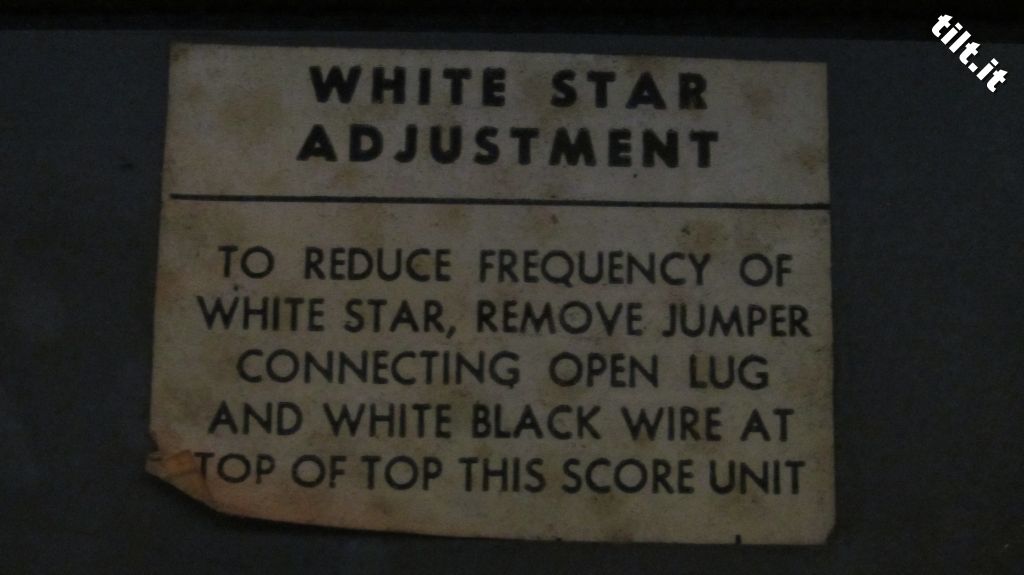 tilt.it
WHITE STAR
ADJUSTMENT
TO REDUCE FREQUENCY OF
WHITE STAR, REMOVE JUMPER
CONNECTING OPEN LUG
AND WHITE BLACK WIRE AT
TOP OF TOP THIS SCORE UNIT